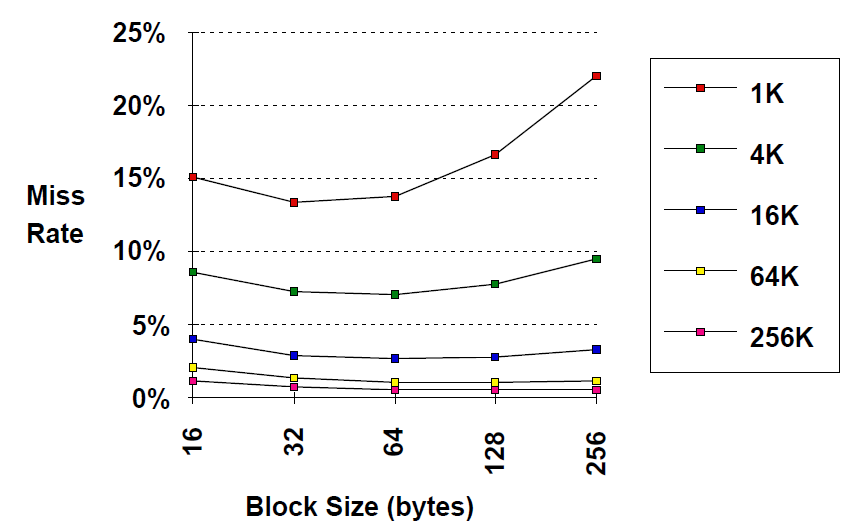 25%
20%
15%
10%
5%
0%
Miss
Rate
16
32
64
128
256
Block Size (bytes)
1K
4K
16K
64K
256K